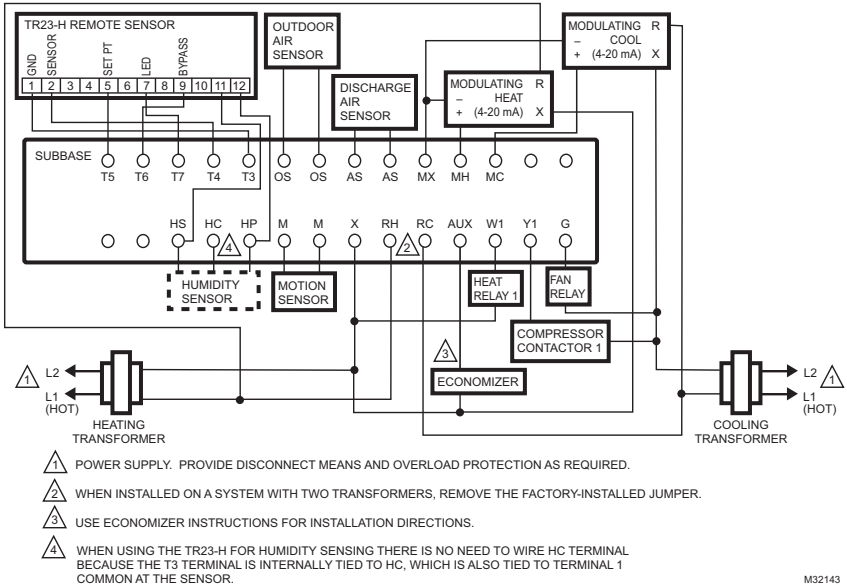 TR23-H REMOTE SENSOR
GND
SENSOR
SET PT
LED
BYPASS
1 2 3 4 5 6 7 8 9 10 11 12
OUTDOOR
AIR
SENSOR
DISCHARGE
AIR
SENSOR
MODULATING R
– HEAT
+ (4-20 mA) X
MODULATING R
– COOL
+ (4-20 mA) X
SUBBASE
T5 T6 T7 T4 T3 OS OS AS AS MX MH MC
HS HC HP M M X RH RC AUX W1 Y1 G
4
2
HUMIDITY
SENSOR
MOTION
SENSOR
HEAT
RELAY 1
FAN
RELAY
COMPRESSOR
CONTACTOR 1
3
ECONOMIZER
1
L2
L1
(HOT)
HEATING
TRANSFORMER
L2
1
L1
(HOT)
COOLING
TRANSFORMER
1 POWER SUPPLY. PROVIDE DISCONNECT MEANS AND OVERLOAD PROTECTION AS REQUIRED.
2 WHEN INSTALLED ON A SYSTEM WITH TWO TRANSFORMERS, REMOVE THE FACTORY-INSTALLED JUMPER.
3 USE ECONOMIZER INSTRUCTIONS FOR INSTALLATION DIRECTIONS.
4 WHEN USING THE TR23-H FOR HUMIDITY SENSING THERE IS NO NEED TO WIRE HC TERMINAL
BECAUSE THE T3 TERMINAL IS INTERNALLY TIED TO HC, WHICH IS ALSO TIED TO TERMINAL 1
COMMON AT THE SENSOR.
M32143